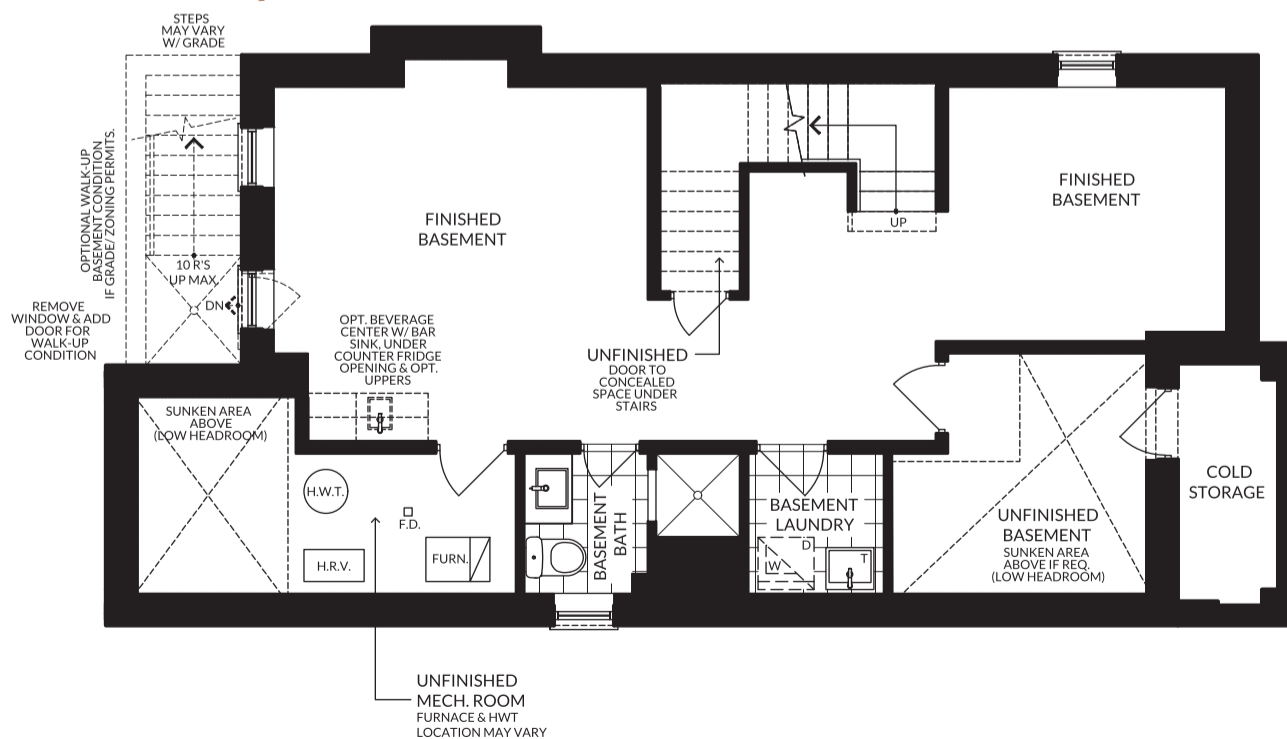 STEPS
MAY VARY
W/ GRADE
OPTIONAL WALK-UP
BASEMENT CONDITION
IF GRADE/ ZONING PERMITS.
10 R'S
UP MAX.
DN
REMOVE
WINDOW & ADD
DOOR FOR
WALK-UP
CONDITION
FINISHED
BASEMENT
OPT. BEVERAGE
CENTER W/ BAR
SINK, UNDER
COUNTER FRIDGE
OPENING & OPT.
UPPERS
UP
FINISHED
BASEMENT
UNFINISHED
DOOR TO
CONCEALED
SPACE UNDER
STAIRS
SUNKEN AREA
ABOVE
(LOW HEADROOM)
H.W.T.
F.D.
H.R.V.
FURN.
BASEMENT
BATH
BASEMENT
LAUNDRY
D
W
T
UNFINISHED
BASEMENT
SUNKEN AREA
ABOVE IF REQ.
(LOW HEADROOM)
COLD
STORAGE
UNFINISHED
MECH. ROOM
FURNACE & HWT
LOCATION MAY VARY